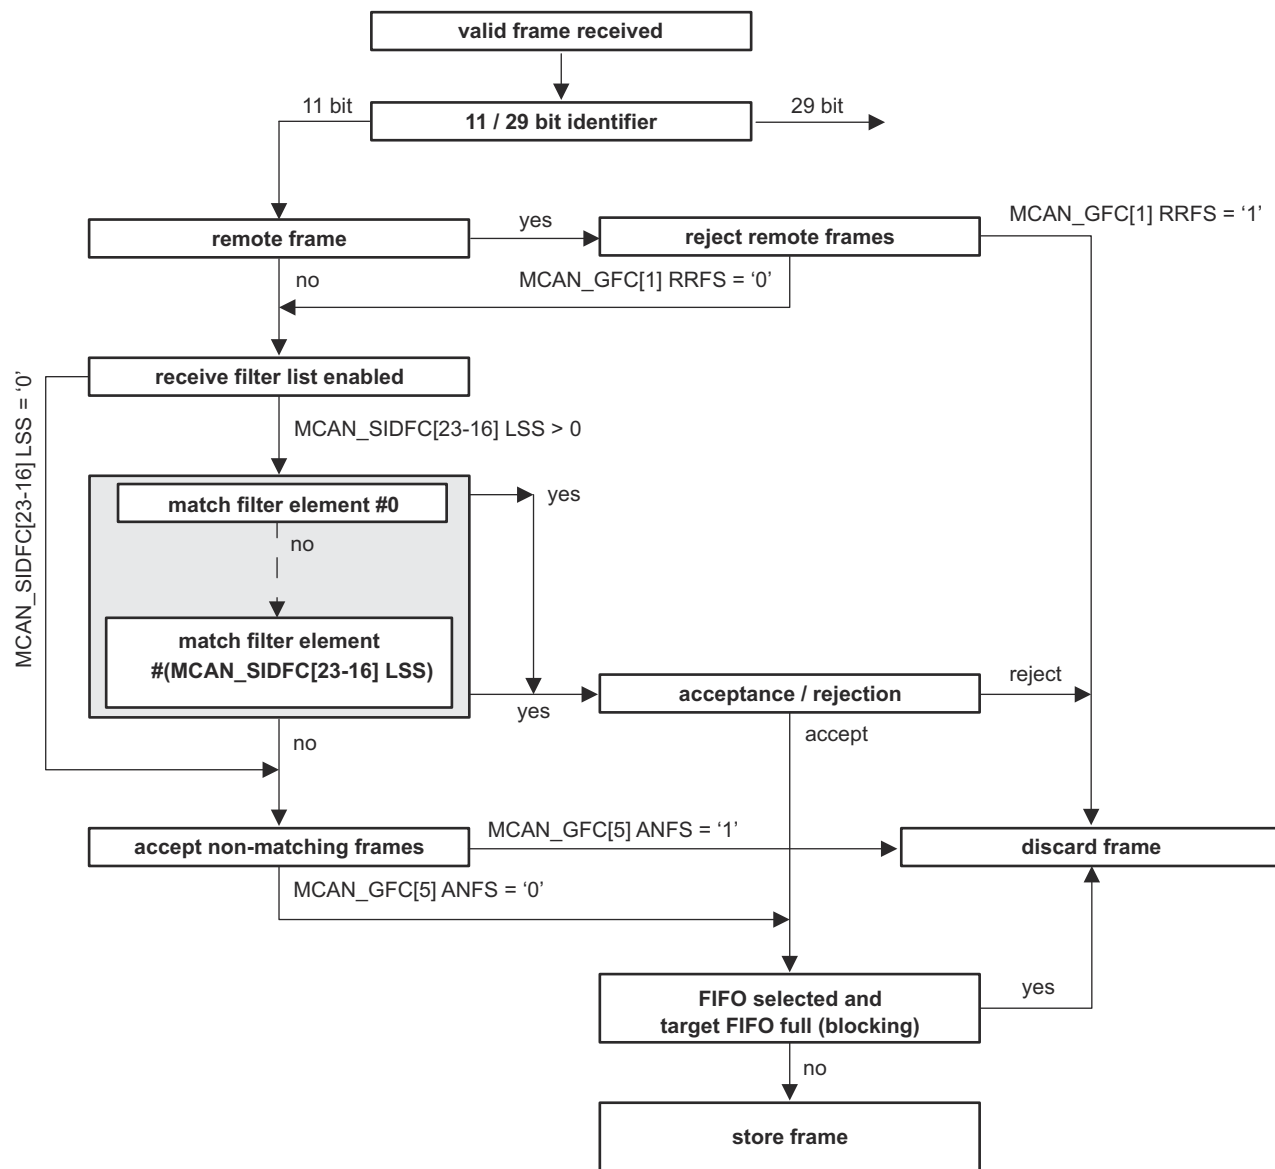 valid frame received
11 bit
11 / 29 bit identifier
29 bit
remote frame
yes
reject remote frames
MCAN_GFC[1] RRFS = ‘1’
no
MCAN_GFC[1] RRFS = ‘0’
receive filter list enabled
MCAN_SIDFC[23-16] LSS = ‘0’
MCAN_SIDFC[23-16] LSS > 0
match filter element #0
yes
no
match filter element
#(MCAN_SIDFC[23-16] LSS)
yes
acceptance / rejection
reject
no
accept
accept non-matching frames
MCAN_GFC[5] ANFS = ‘1’
discard frame
MCAN_GFC[5] ANFS = ‘0’
FIFO selected and
target FIFO full (blocking)
yes
no
store frame